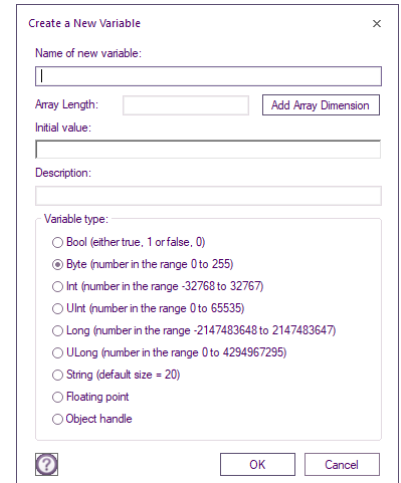 Create a New Variable
Name of new variable:
Array Length:
Add Array Dimension
Initial value:
Description:
Variable type:
Bool (either true, 1 or false, 0)
Byte (number in the range 0 to 255)
Int (number in the range -32768 to 32767)
UInt (number in the range 0 to 65535)
Long (number in the range -2147483648 to 2147483647)
ULong (number in the range 0 to 4294967295)
String (default size = 20)
Floating point
Object handle
? OK Cancel